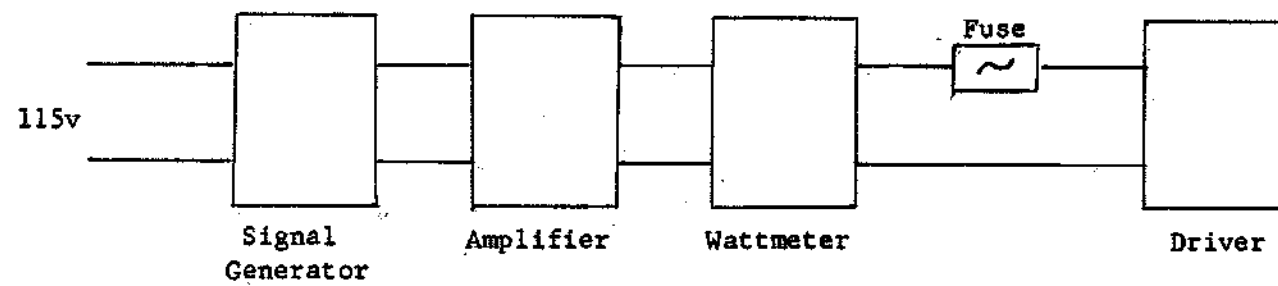 Fuse
115v
Signal
Generator
Amplifier
Wattmeter
Driver